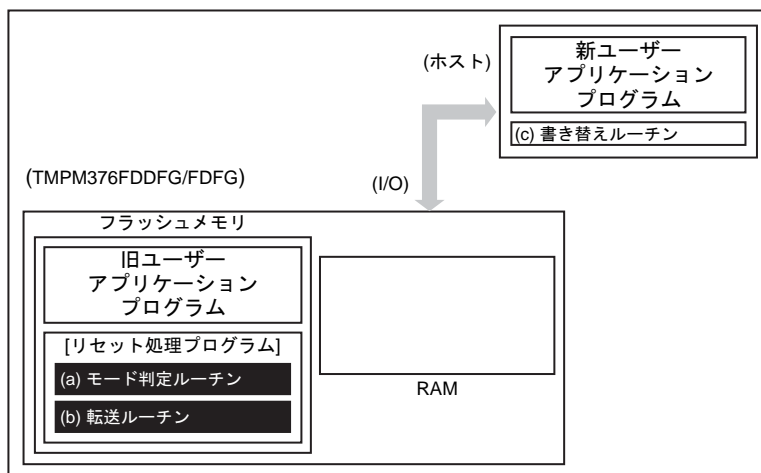 (ホスト)
新ユーザー
アプリケーション
プログラム
(c) 書き替えルーチン
(TMPM376FDDFG/FDFG)
(I/O)
フラッシュメモリ
旧ユーザー
アプリケーション
プログラム
[リセット処理プログラム]
(a) モード判定ルーチン
(b) 転送ルーチン
RAM